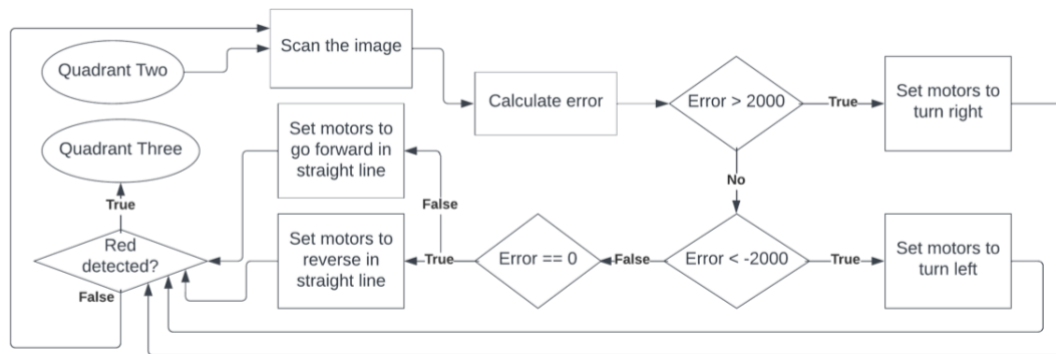 Quadrant Two
Scan the image
Calculate error
Error > 2000
True
Set motors to
turn right
No
Quadrant Three
Set motors to
go forward in
straight line
True
False
Red
detected?
False
Set motors to
reverse in
straight line
True
Error == 0
False
Error < -2000
True
Set motors to
turn left